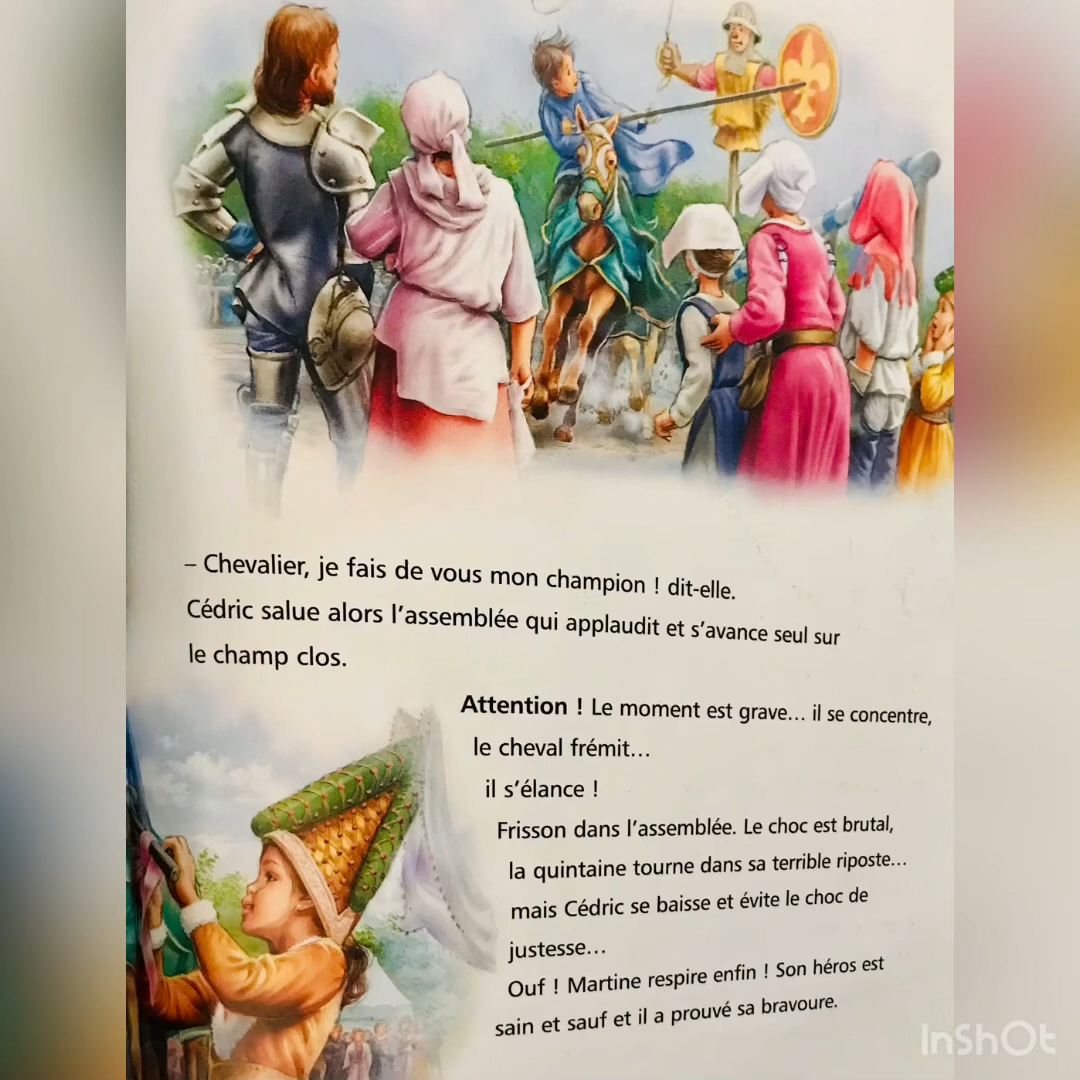 – Chevalier, je fais de vous mon champion ! dit-elle.
Cédric salue alors l'assemblée qui applaudit et s'avance seul sur
le champ clos.
Attention ! Le moment est grave... il se concentre,
le cheval frémit...
il s'élance !
Frisson dans l'assemblée. Le choc est brutal,
la quintaine tourne dans sa terrible riposte...
mais Cédric se baisse et évite le choc de
justesse...
Ouf ! Martine respire enfin ! Son héros est
sain et sauf et il a prouvé sa bravoure.
InShOt